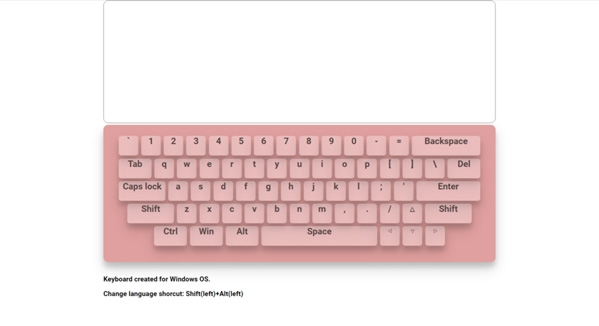 ` 1 2 3 4 5 6 7 8 9 0 - = Backspace
Tab q w e r t y u i o p [ ] \ Del
Caps lock a s d f g h j k l ; ' Enter
Shift z x c v b n m , . / △ Shift
Ctrl Win Alt Space ◁ ▽ ▷
Keyboard created for Windows OS.
Change language shorcut: Shift(left)+Alt(left)